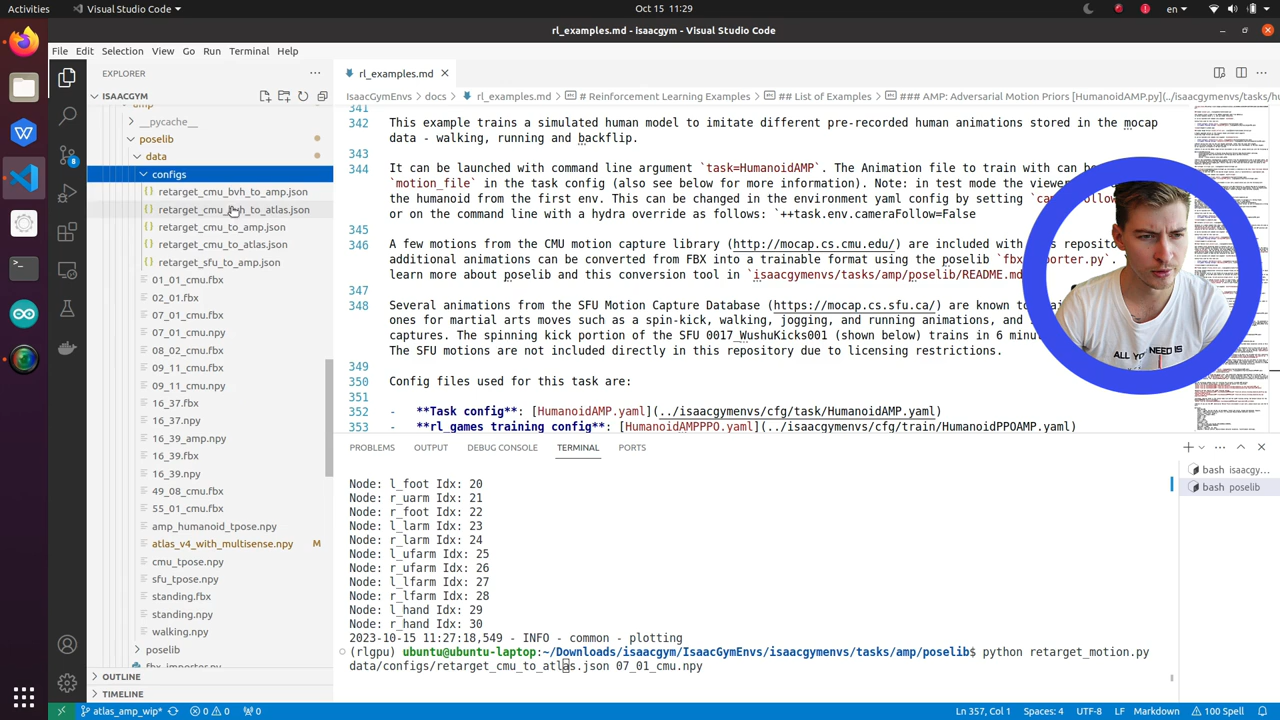 Activities
Visual Studio Code
Oct 15 11:29
en
rl_examples.md - isaacgym - Visual Studio Code
File Edit Selection View Go Run Terminal Help
EXPLORER
ISAACGYM
amp
__pycache__
poselib
data
configs
retarget_cmu_bvh_to_amp.json
retarget_cmu_bvh_to_atlas.json
retarget_cmu_to_amp.json
retarget_cmu_to_atlas.json
retarget_sfu_to_amp.json
01_01_cmu.fbx
02_01.fbx
07_01_cmu.fbx
07_01_cmu.npy
08_02_cmu.fbx
09_11_cmu.fbx
09_11_cmu.npy
16_37.fbx
16_37.npy
16_39_amp.npy
16_39.fbx
16_39.npy
49_08_cmu.fbx
55_01_cmu.fbx
amp_humanoid_tpose.npy
atlas_v4_with_multisense.npy M
cmu_tpose.npy
sfu_tpose.npy
standing.fbx
standing.npy
walking.npy
poselib
fbx_importer.py
OUTLINE
TIMELINE
rl_examples.md
IsaacGymEnvs > docs > rl_examples.md > # Reinforcement Learning Examples > ## List of Examples > ### AMP: Adversarial Motion Priors [HumanoidAMP.py](../isaacgymenvs/tasks/hu
341
342 This example trains a simulated human model to imitate different pre-recorded human animations stored in the
data - walking, running and backflip.
343
344 It can be launched with command line argument `task=HumanoidAMP`. The Animation file to train with can
`motion_file` in the task config (also see below for more information). Note: in test mode the viewer
the humanoid from the first env. This can be changed in the environment yaml config by setting
or on the command line with a hydra override as follows: `++task.env.cameraFollow=False
345
346 A few motions from the CMU motion capture library (http://mocap.cs.cmu.edu/) are included with
additional animations can be converted from FBX into a trainable format using the poselib
learn more about poselib and this conversion tool in `isaacgymenvs/tasks/amp/poselib/README.md
347
348 Several animations from the SFU Motion Capture Database (https://mocap.cs.sfu.ca/) are known to
ones for martial arts moves such as a spin-kick, walking, jogging, and running animations, and
captures. The spinning kick portion of the SFU 0017_WushuKicks001 (shown below) trains in 6
The SFU motions are not included directly in this repository due to licensing restrictions.
349
350 Config files used for this task are:
351
352 - **Task config**: [HumanoidAMP.yaml](../isaacgymenvs/cfg/task/HumanoidAMP.yaml)
353 - **rl_games training config**: [HumanoidAMPPPO.yaml](../isaacgymenvs/cfg/train/HumanoidPPOAMP.yaml)
PROBLEMS OUTPUT DEBUG CONSOLE TERMINAL PORTS
Node: l_foot Idx: 20
Node: r_uarm Idx: 21
Node: r_foot Idx: 22
Node: l_larm Idx: 23
Node: r_larm Idx: 24
Node: l_ufarm Idx: 25
Node: r_ufarm Idx: 26
Node: l_lfarm Idx: 27
Node: r_lfarm Idx: 28
Node: l_hand Idx: 29
Node: r_hand Idx: 30
2023-10-15 11:27:18,549 - INFO - common - plotting
(rlgpu) ubuntu@ubuntu-laptop:~/Downloads/isaacgym/IsaacGymEnvs/isaacgymenvs/tasks/amp/poselib$ python retarget_motion.py
data/configs/retarget_cmu_to_atlas.json 07_01_cmu.npy
bash isaacgy...
bash poselib
8
atlas_amp_wip* 0 0 0 Ln 357, Col 1 Spaces: 4 UTF-8 LF Markdown 100 Spell